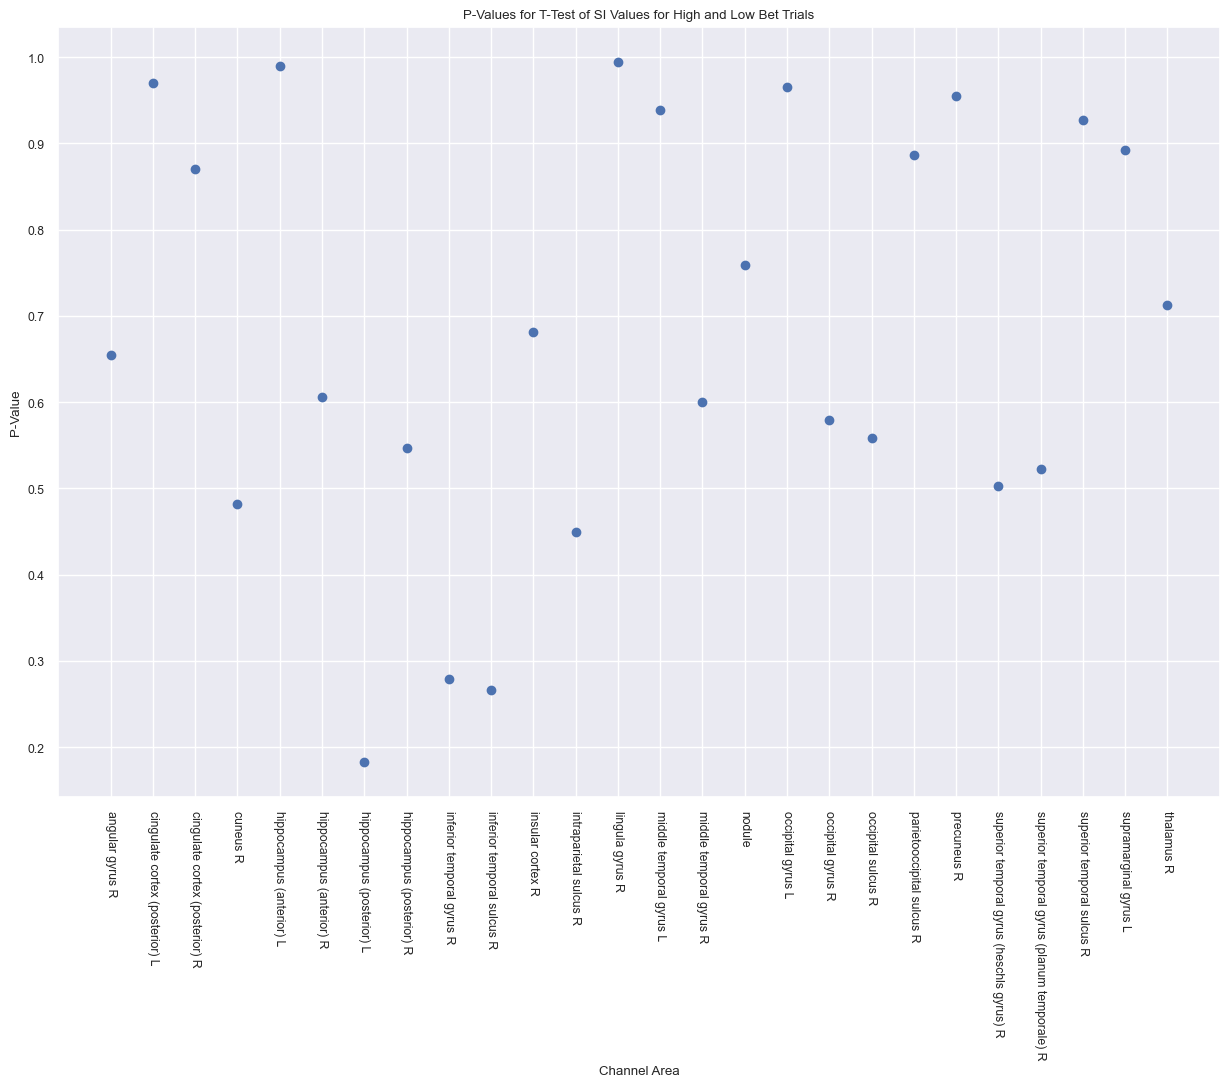 P-Values for T-Test of SI Values for High and Low Bet Trials
1.0
0.9
0.8
0.7
0.6
0.5
0.4
0.3
0.2
P-Value
angular gyrus R
cingulate cortex (posterior) L
cingulate cortex (posterior) R
cuneus R
hippocampus (anterior) L
hippocampus (anterior) R
hippocampus (posterior) L
hippocampus (posterior) R
inferior temporal gyrus R
inferior temporal sulcus R
insular cortex R
intraparietal sulcus R
lingula gyrus R
middle temporal gyrus L
middle temporal gyrus R
nodule
occipital gyrus L
occipital gyrus R
occipital sulcus R
parietooccipital sulcus R
precuneus R
superior temporal gyrus (heschls gyrus) R
superior temporal gyrus (planum temporale) R
superior temporal sulcus R
supramarginal gyrus L
thalamus R
Channel Area